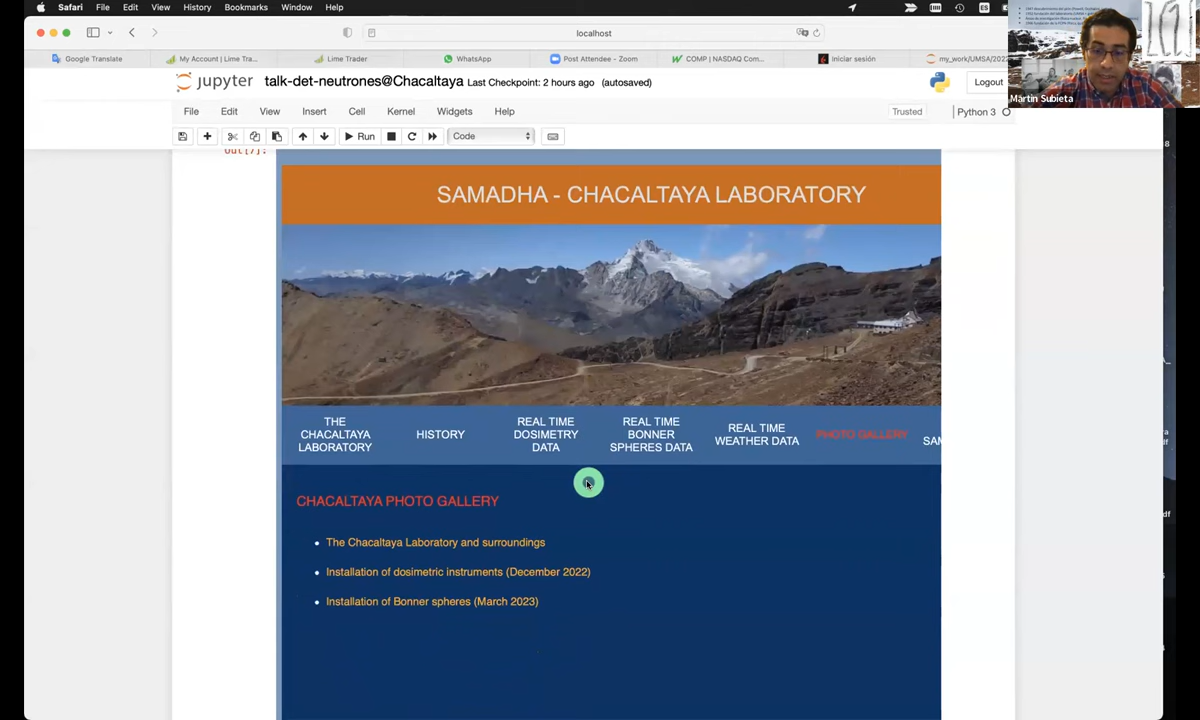 Safari File Edit View History Bookmarks Window Help
ES
localhost
Google Translate My Account | Lime Tra... Lime Trader WhatsApp Post Attendee - Zoom COMP | NASDAQ Com... Iniciar sesión my_work/UMSA/202
jupyter talk-det-neutrones@Chacaltaya Last Checkpoint: 2 hours ago (autosaved)
Logout
Martin Subieta
File Edit View Insert Cell Kernel Widgets Help
Trusted
Python 3
Run
Code
Out[7]:
SAMADHA - CHACALTAYA LABORATORY
THE
CHACALTAYA
LABORATORY
HISTORY
REAL TIME
DOSIMETRY
DATA
REAL TIME
BONNER
SPHERES DATA
REAL TIME
WEATHER DATA
PHOTO GALLERY
SAM
CHACALTAYA PHOTO GALLERY
The Chacaltaya Laboratory and surroundings
Installation of dosimetric instruments (December 2022)
Installation of Bonner spheres (March 2023)